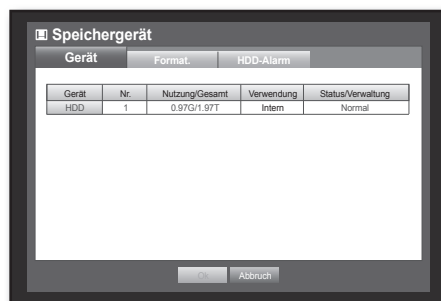 Speichergerät
Gerät Format. HDD-Alarm
Gerät Nr. Nutzung/Gesamt Verwendung Status/Verwaltung
HDD 1 0.97G/1.97T Intern Normal
Ok Abbruch